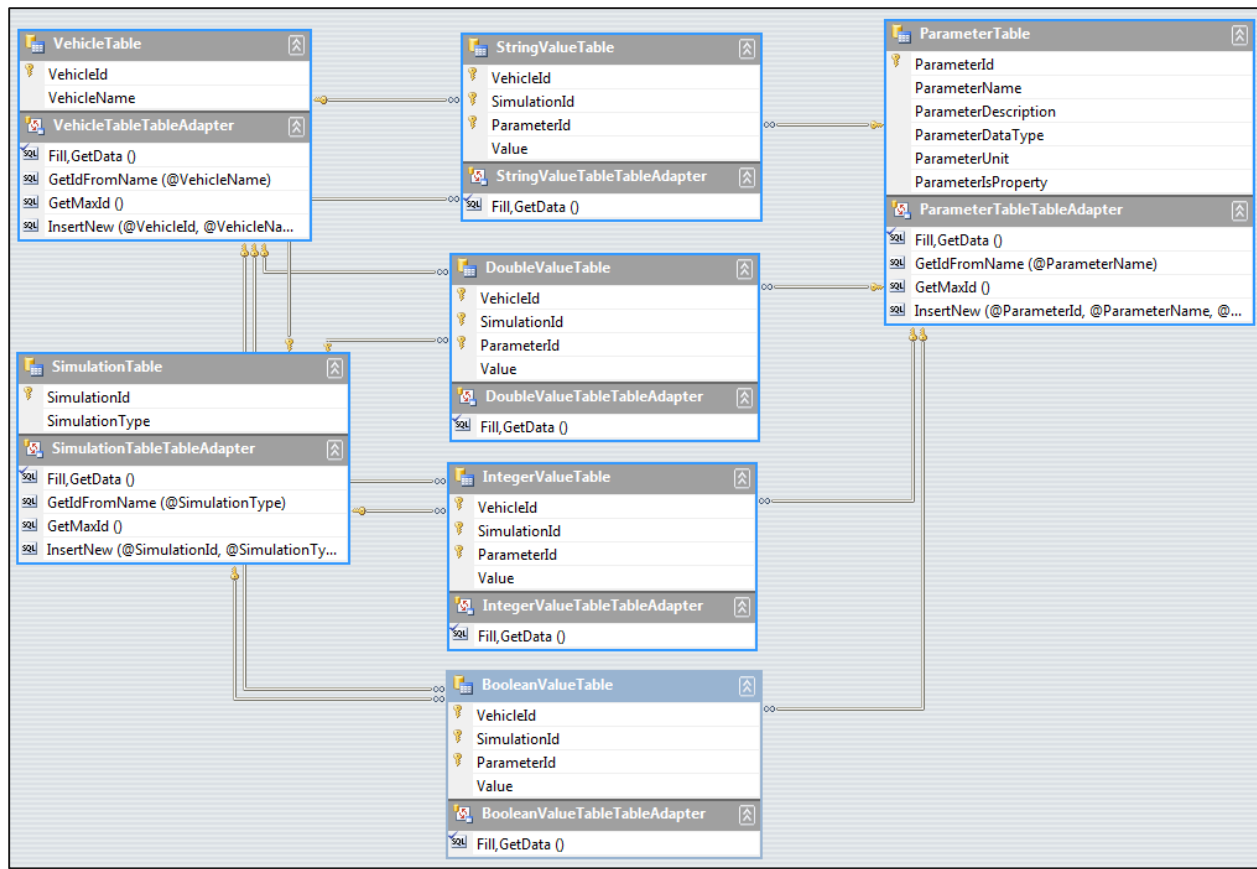 VehicleTable
VehicleId
VehicleName
VehicleTableTableAdapter
Fill,GetData ()
GetIdFromName (@VehicleName)
GetMaxId ()
InsertNew (@VehicleId, @VehicleNa...
SimulationTable
SimulationId
SimulationType
SimulationTableTableAdapter
Fill,GetData ()
GetIdFromName (@SimulationType)
GetMaxId ()
InsertNew (@SimulationId, @SimulationTy...
StringValueTable
VehicleId
SimulationId
ParameterId
Value
StringValueTableTableAdapter
Fill,GetData ()
DoubleValueTable
VehicleId
SimulationId
ParameterId
Value
DoubleValueTableTableAdapter
Fill,GetData ()
IntegerValueTable
VehicleId
SimulationId
ParameterId
Value
IntegerValueTableTableAdapter
Fill,GetData ()
BooleanValueTable
VehicleId
SimulationId
ParameterId
Value
BooleanValueTableTableAdapter
Fill,GetData ()
ParameterTable
ParameterId
ParameterName
ParameterDescription
ParameterDataType
ParameterUnit
ParameterIsProperty
ParameterTableTableAdapter
Fill,GetData ()
GetIdFromName (@ParameterName)
GetMaxId ()
InsertNew (@ParameterId, @ParameterName, @...